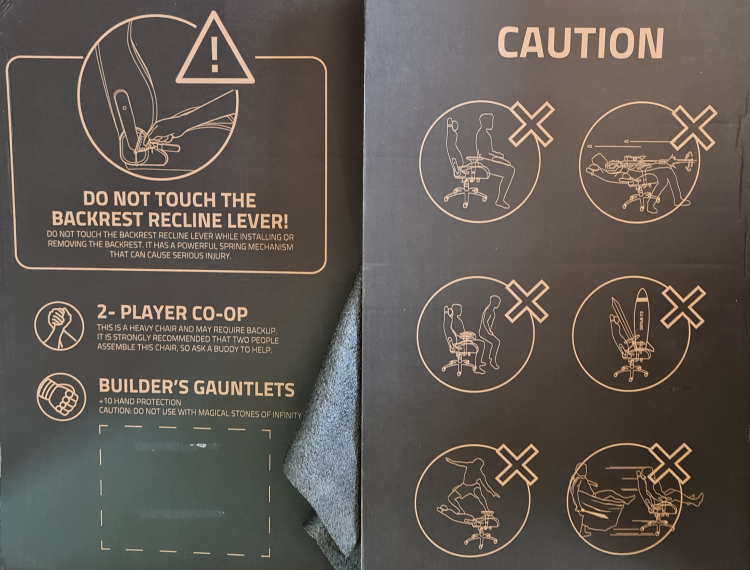 DO NOT TOUCH THE
BACKREST RECLINE LEVER!
DO NOT TOUCH THE BACKREST RECLINE LEVER WHILE INSTALLING OR
REMOVING THE BACKREST. IT HAS A POWERFUL SPRING MECHANISM
THAT CAN CAUSE SERIOUS INJURY.
2- PLAYER CO-OP
THIS IS A HEAVY CHAIR AND MAY REQUIRE BACKUP.
IT IS STRONGLY RECOMMENDED THAT TWO PEOPLE
ASSEMBLE THIS CHAIR, SO ASK A BUDDY TO HELP.
BUILDER'S GAUNTLETS
+10 HAND PROTECTION
CAUTION: DO NOT USE WITH MAGICAL STONES OF INFINITY
CAUTION